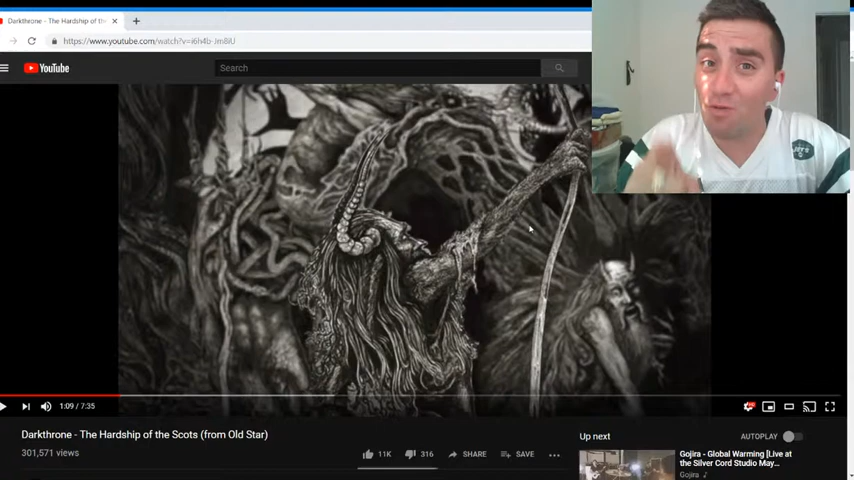 Darkthrone - The Hardship of the
https://www.youtube.com/watch?v=i6h4b-Jm8iU
YouTube
Search
JETS
1:09 / 7:35
Darkthrone - The Hardship of the Scots (from Old Star)
301,571 views
11K
316
SHARE
SAVE
Up next
AUTOPLAY
Gojira - Global Warming [Live at
the Silver Cord Studio May...
Gojira